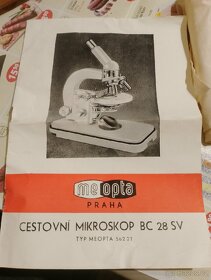 meopta
PRAHA
CESTOVNÍ MIKROSKOP BC 28 SV
TYP MEOPTA 562 21